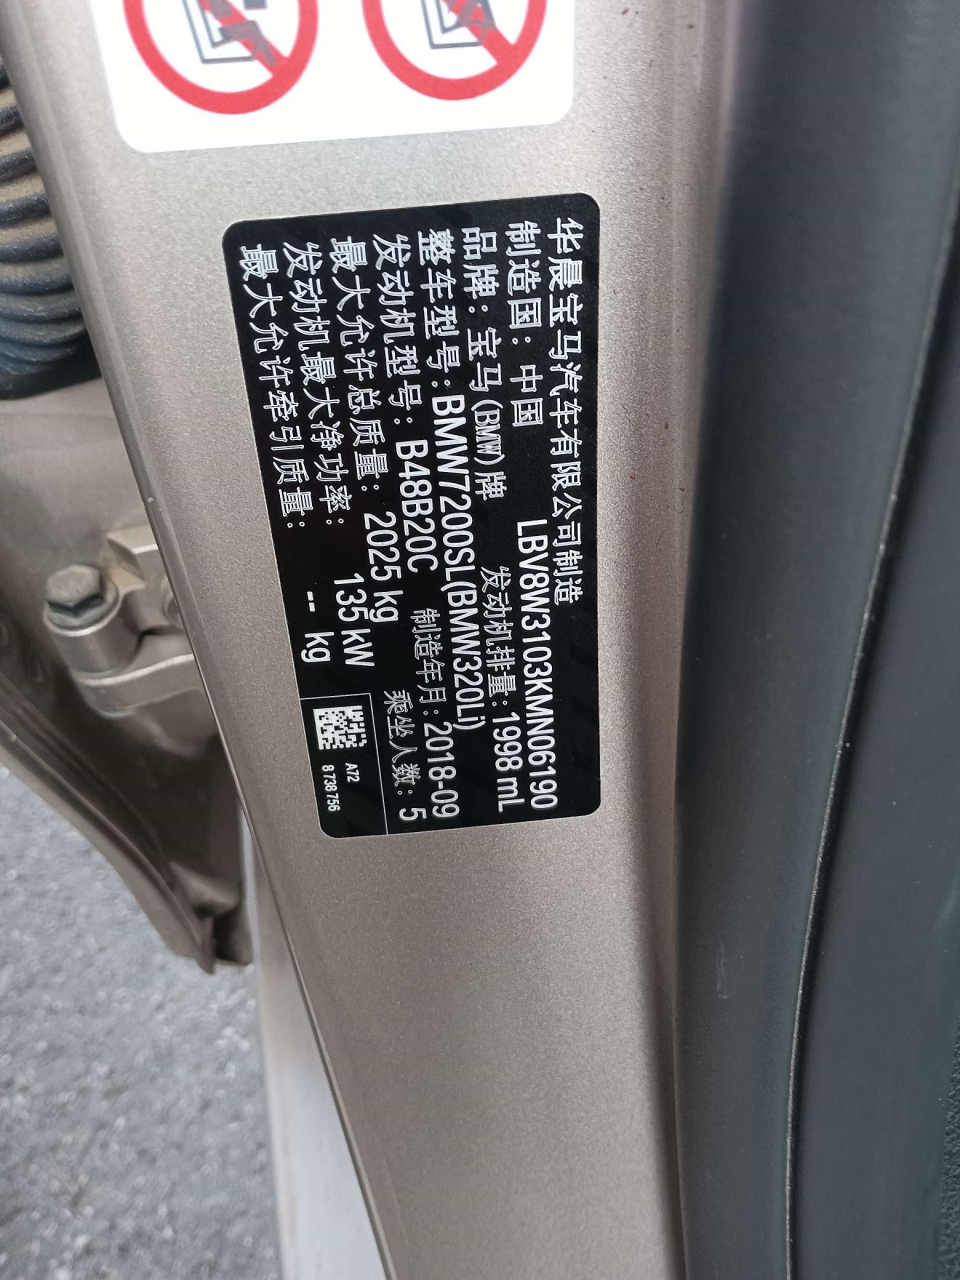 华晨宝马汽车有限公司制造
制造国：中国 LBV8W3103KMN06190
品牌：宝马(BMW)牌 发动机排量：1998 mL
整车型号：BMW7200SL(BMW320Li)
发动机型号：B48B20C 制造年月：2018-09
最大允许总质量：2025 kg 乘坐人数：5
发动机最大净功率：135 kW
最大允许牵引质量：-- kg
A72
8 738 756